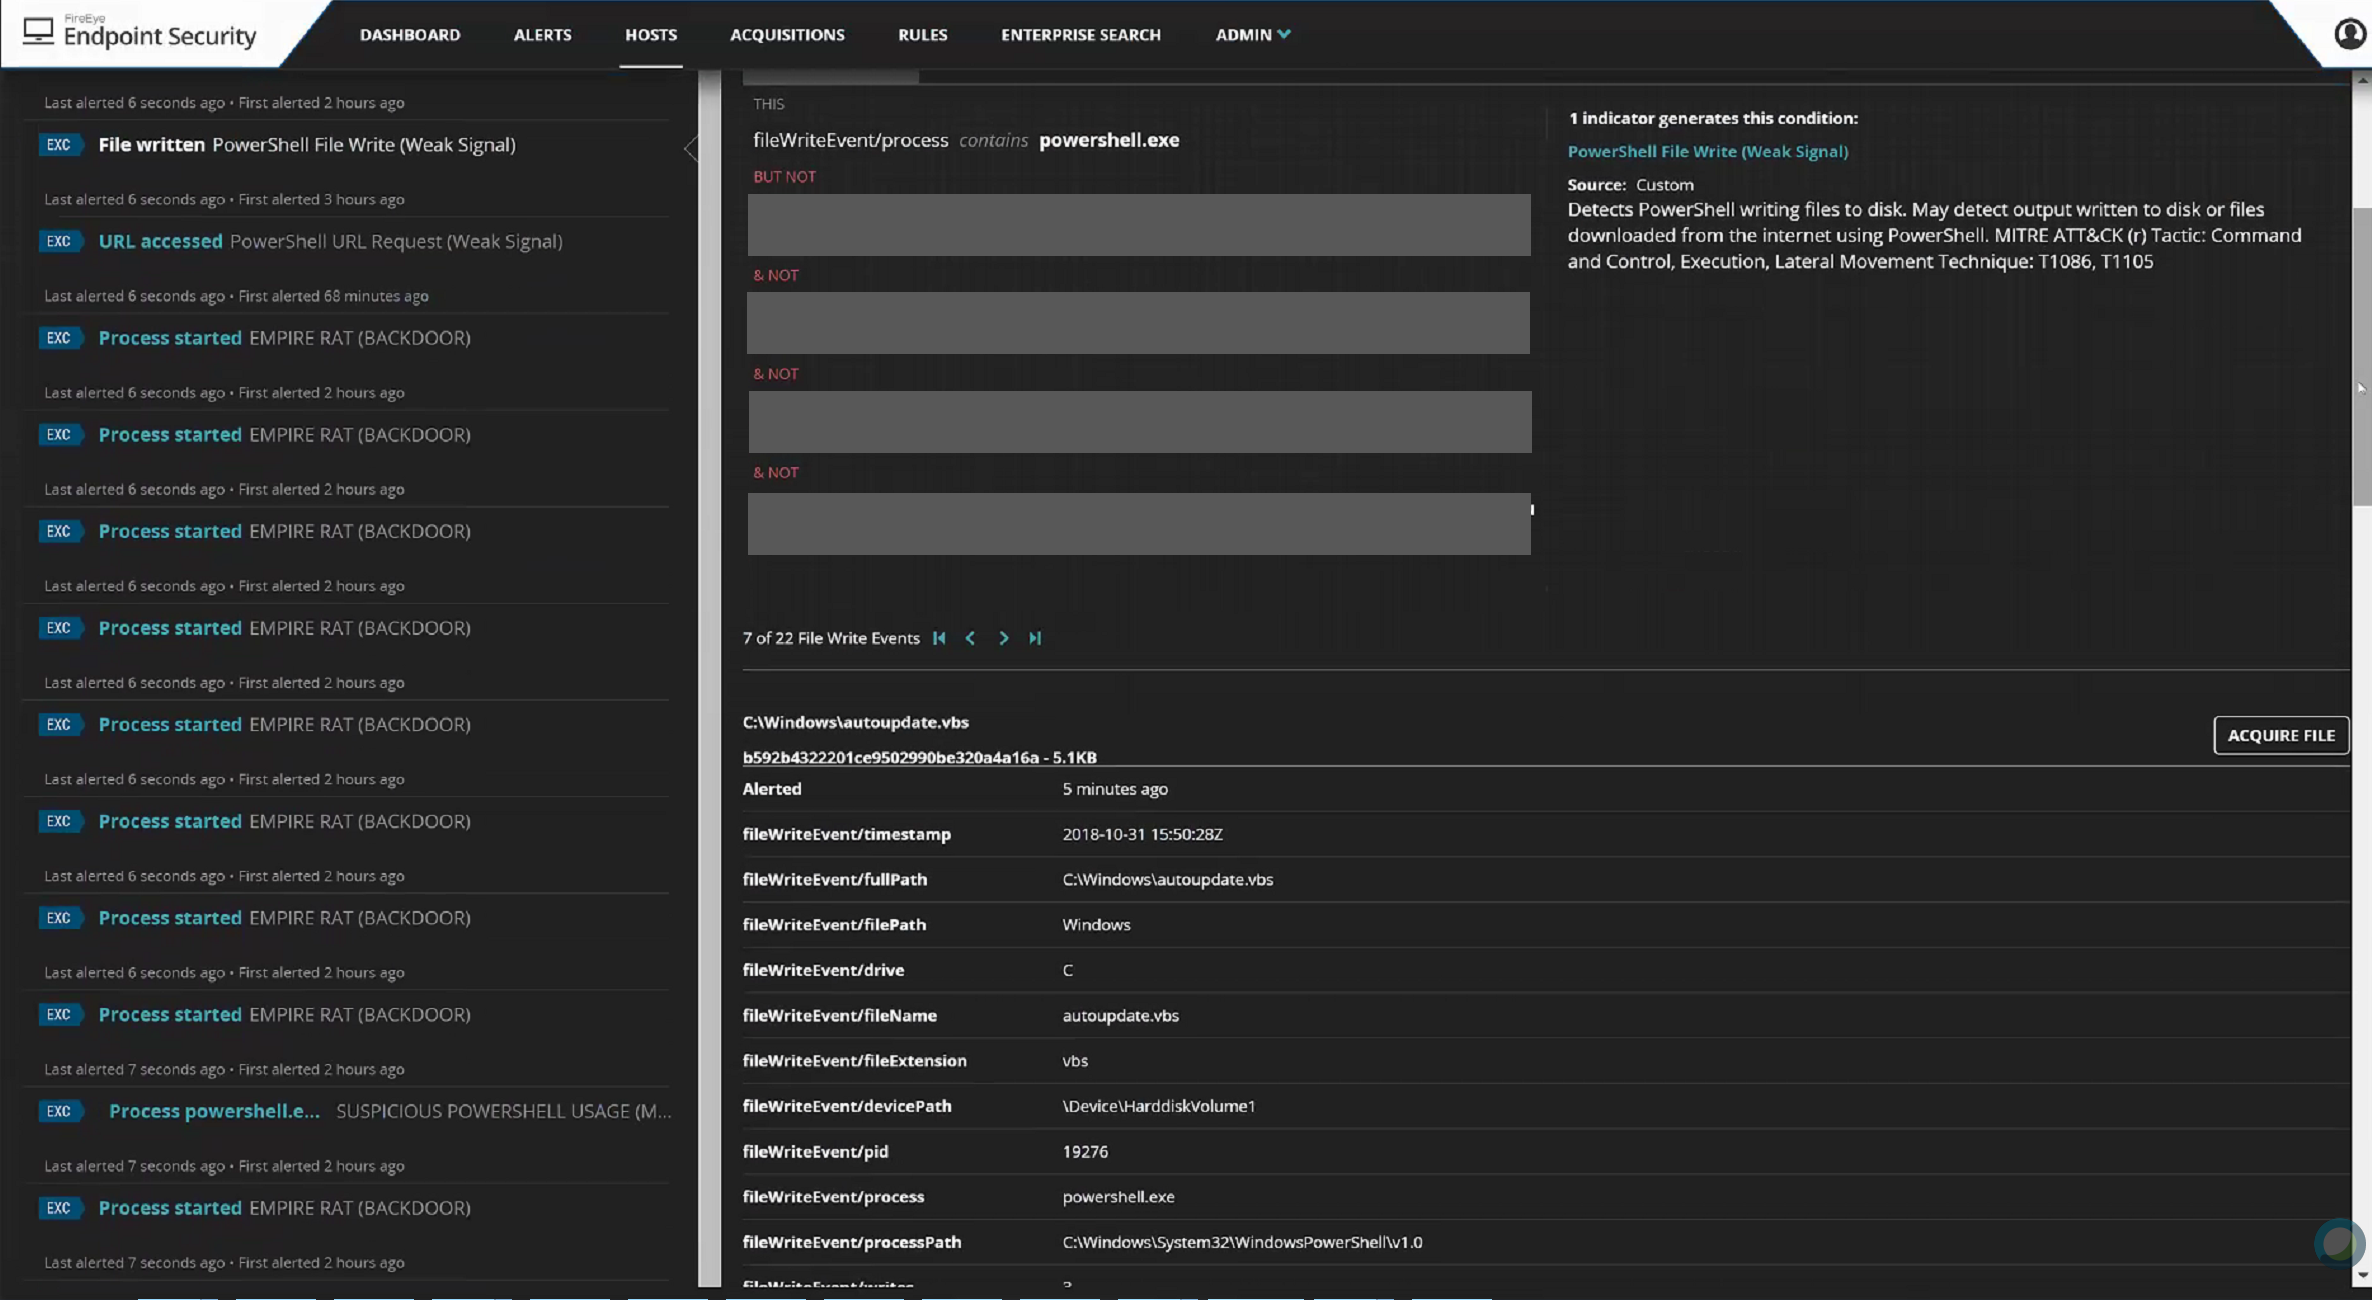 FireEye
Endpoint Security
DASHBOARD ALERTS HOSTS ACQUISITIONS RULES ENTERPRISE SEARCH ADMIN
Last alerted 6 seconds ago • First alerted 2 hours ago
EXC File written PowerShell File Write (Weak Signal)
Last alerted 6 seconds ago • First alerted 3 hours ago
EXC URL accessed PowerShell URL Request (Weak Signal)
Last alerted 6 seconds ago • First alerted 68 minutes ago
EXC Process started EMPIRE RAT (BACKDOOR)
Last alerted 6 seconds ago • First alerted 2 hours ago
EXC Process started EMPIRE RAT (BACKDOOR)
Last alerted 6 seconds ago • First alerted 2 hours ago
EXC Process started EMPIRE RAT (BACKDOOR)
Last alerted 6 seconds ago • First alerted 2 hours ago
EXC Process started EMPIRE RAT (BACKDOOR)
Last alerted 6 seconds ago • First alerted 2 hours ago
EXC Process started EMPIRE RAT (BACKDOOR)
Last alerted 6 seconds ago • First alerted 2 hours ago
EXC Process started EMPIRE RAT (BACKDOOR)
Last alerted 6 seconds ago • First alerted 2 hours ago
EXC Process started EMPIRE RAT (BACKDOOR)
Last alerted 6 seconds ago • First alerted 2 hours ago
EXC Process started EMPIRE RAT (BACKDOOR)
Last alerted 7 seconds ago • First alerted 2 hours ago
EXC Process powershell.e... SUSPICIOUS POWERSHELL USAGE (M...
Last alerted 7 seconds ago • First alerted 2 hours ago
EXC Process started EMPIRE RAT (BACKDOOR)
Last alerted 7 seconds ago • First alerted 2 hours ago
THIS
fileWriteEvent/process contains powershell.exe
BUT NOT
& NOT
& NOT
& NOT
1 indicator generates this condition:
PowerShell File Write (Weak Signal)
Source: Custom
Detects PowerShell writing files to disk. May detect output written to disk or files
downloaded from the internet using PowerShell. MITRE ATT&CK (r) Tactic: Command
and Control, Execution, Lateral Movement Technique: T1086, T1105
7 of 22 File Write Events
C:\Windows\autoupdate.vbs
b592b4322201ce9502990be320a4a16a - 5.1KB
ACQUIRE FILE
Alerted 5 minutes ago
fileWriteEvent/timestamp 2018-10-31 15:50:28Z
fileWriteEvent/fullPath C:\Windows\autoupdate.vbs
fileWriteEvent/filePath Windows
fileWriteEvent/drive C
fileWriteEvent/fileName autoupdate.vbs
fileWriteEvent/fileExtension vbs
fileWriteEvent/devicePath \Device\HarddiskVolume1
fileWriteEvent/pid 19276
fileWriteEvent/process powershell.exe
fileWriteEvent/processPath C:\Windows\System32\WindowsPowerShell\v1.0
fileWriteEvent/writes